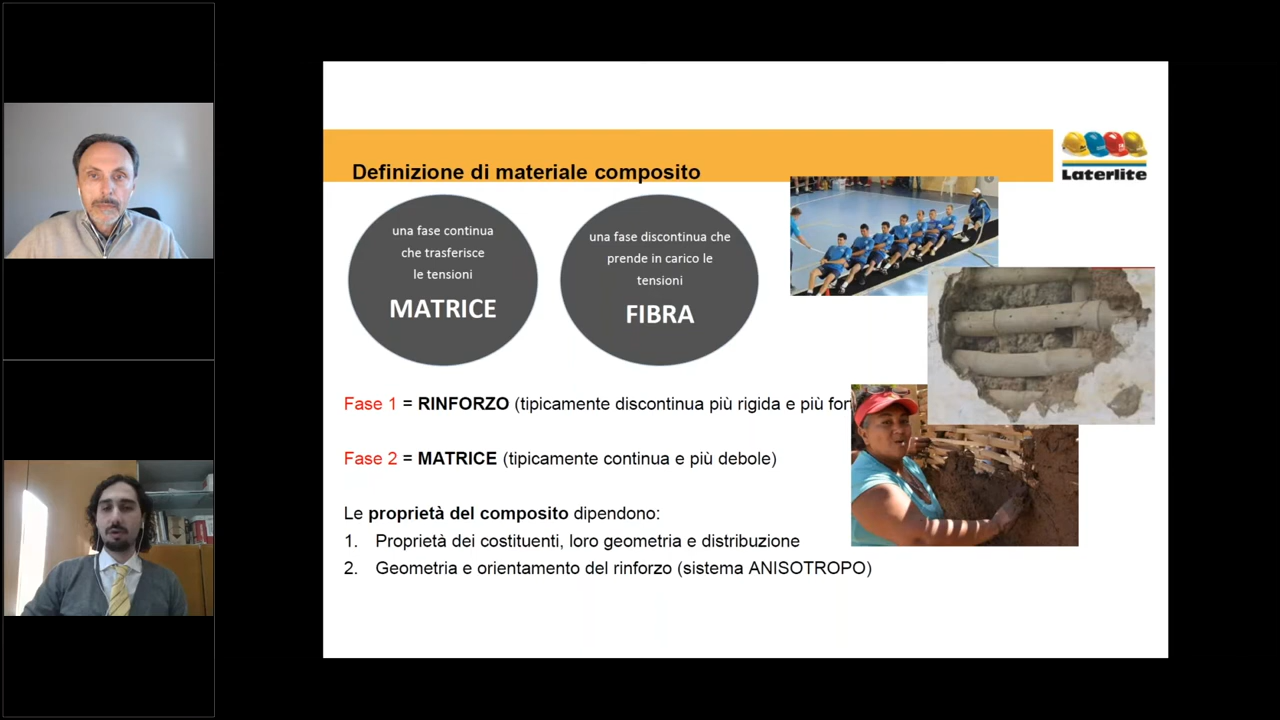 Definizione di materiale composito
Laterlite
una fase continua
che trasferisce
le tensioni
MATRICE
una fase discontinua che
prende in carico le
tensioni
FIBRA
Fase 1 = RINFORZO (tipicamente discontinua più rigida e più
Fase 2 = MATRICE (tipicamente continua e più debole)
Le proprietà del composito dipendono:
1. Proprietà dei costituenti, loro geometria e distribuzione
2. Geometria e orientamento del rinforzo (sistema ANISOTROPO)